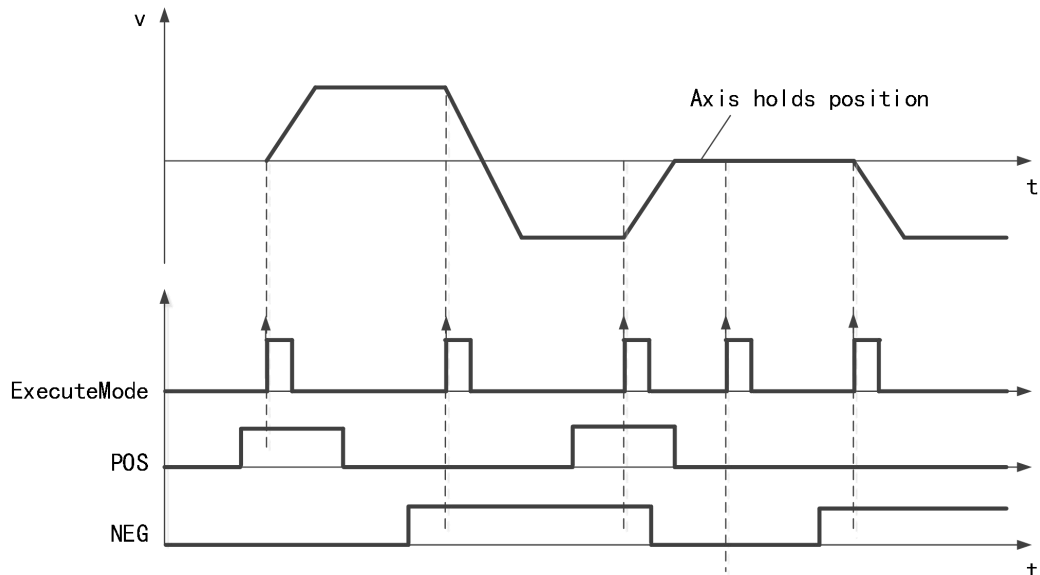 v
Axis holds position
t
ExecuteMode
POS
NEG
t